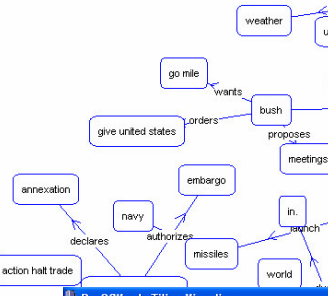 weather
go mile
wants
bush
orders
give united states
proposes
meetings
embargo
annexation
in.
navy
launch
authorizes
declares
missiles
action halt trade
world